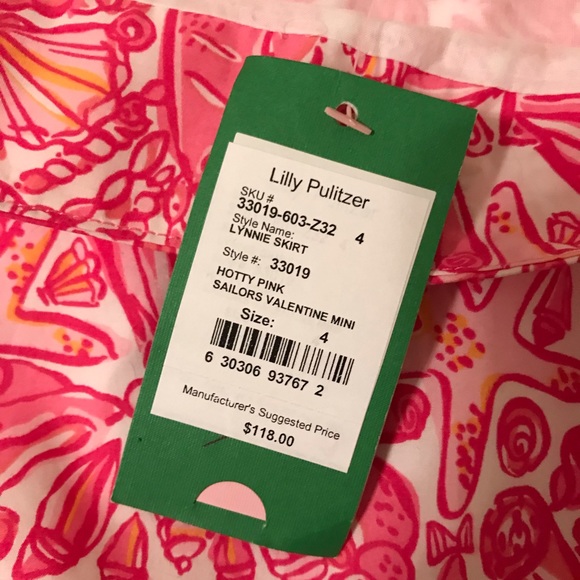 Lilly Pulitzer
SKU #
33019-603-Z32 4
Style Name:
LYNNIE SKIRT
Style #: 33019
HOTTY PINK
SAILORS VALENTINE MINI
Size: 4
6 30306 93767 2
Manufacturer's Suggested Price
$118.00